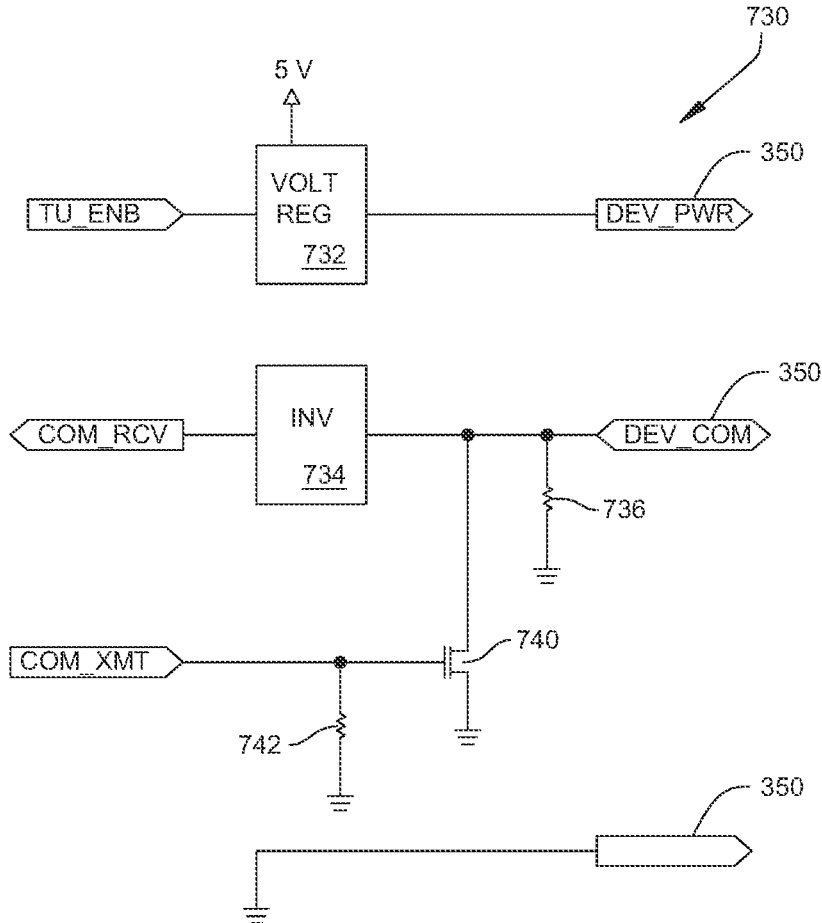 730
5 V
350
VOLT
REG
732
TU_ENB
DEV_PWR
350
INV
734
COM_RCV
DEV_COM
736
COM_XMT
740
742
350